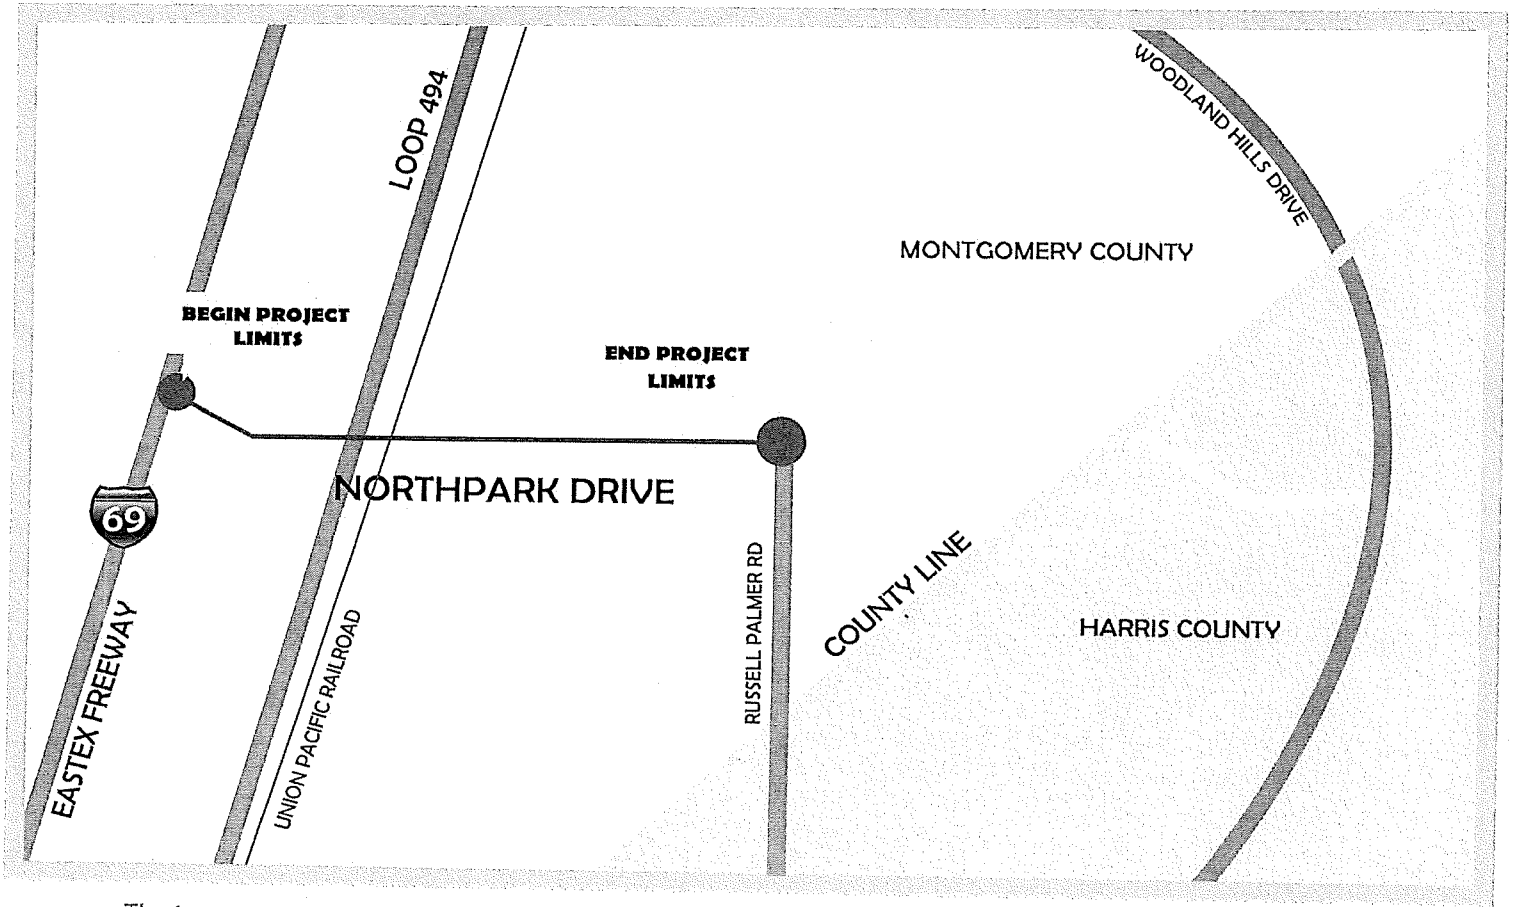 WOODLAND HILLS DRIVE
LOOP 494
MONTGOMERY COUNTY
BEGIN PROJECT
LIMITS
END PROJECT
LIMITS
NORTHPARK DRIVE
69
COUNTY LINE
RUSSELL PALMER RD
HARRIS COUNTY
EASTEX FREEWAY
UNION PACIFIC RAILROAD